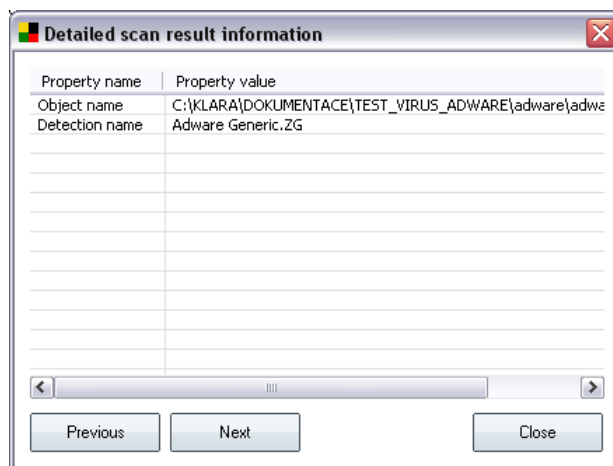 Detailed scan result information
Property name Property value
Object name C:\KLARA\DOKUMENTACE\TEST_VIRUS_ADWARE\adware\adwa
Detection name Adware Generic.ZG
Previous Next Close